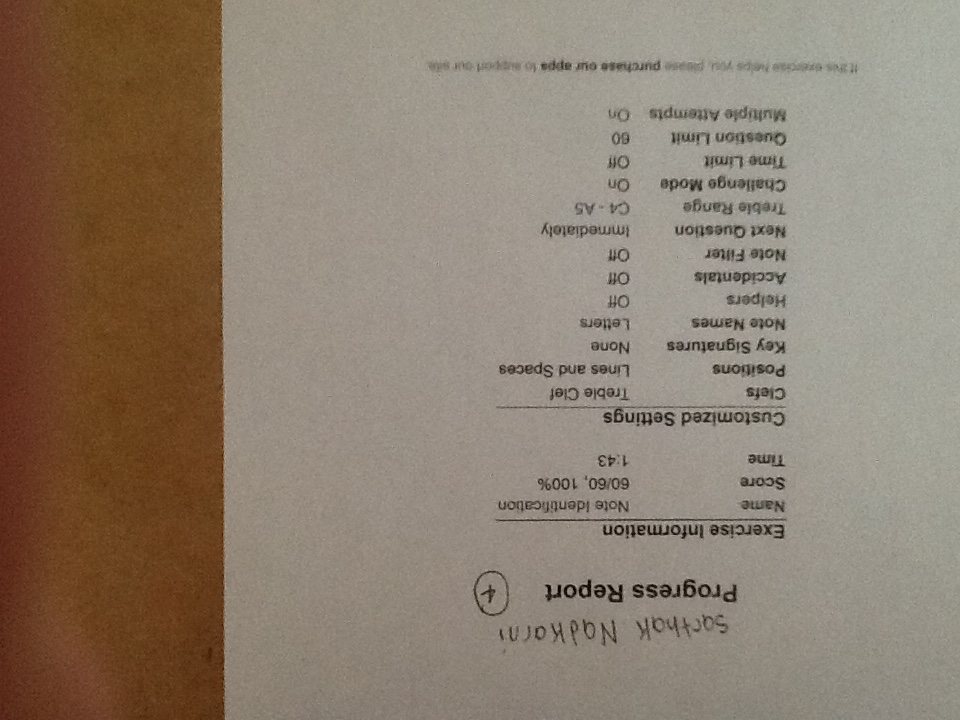 Sarthak Nadkarni
Progress Report 4
Exercise Information
Name Note Identification
Score 60/60, 100%
Time 1:43
Customized Settings
Clefs Treble Clef
Positions Lines and Spaces
Key Signatures None
Note Names Letters
Helpers Off
Accidentals Off
Note Filter Off
Next Question Immediately
Treble Range C4 - A5
Challenge Mode On
Time Limit Off
Question Limit 60
Multiple Attempts On
If this exercise helps you, please purchase our apps to support our site.